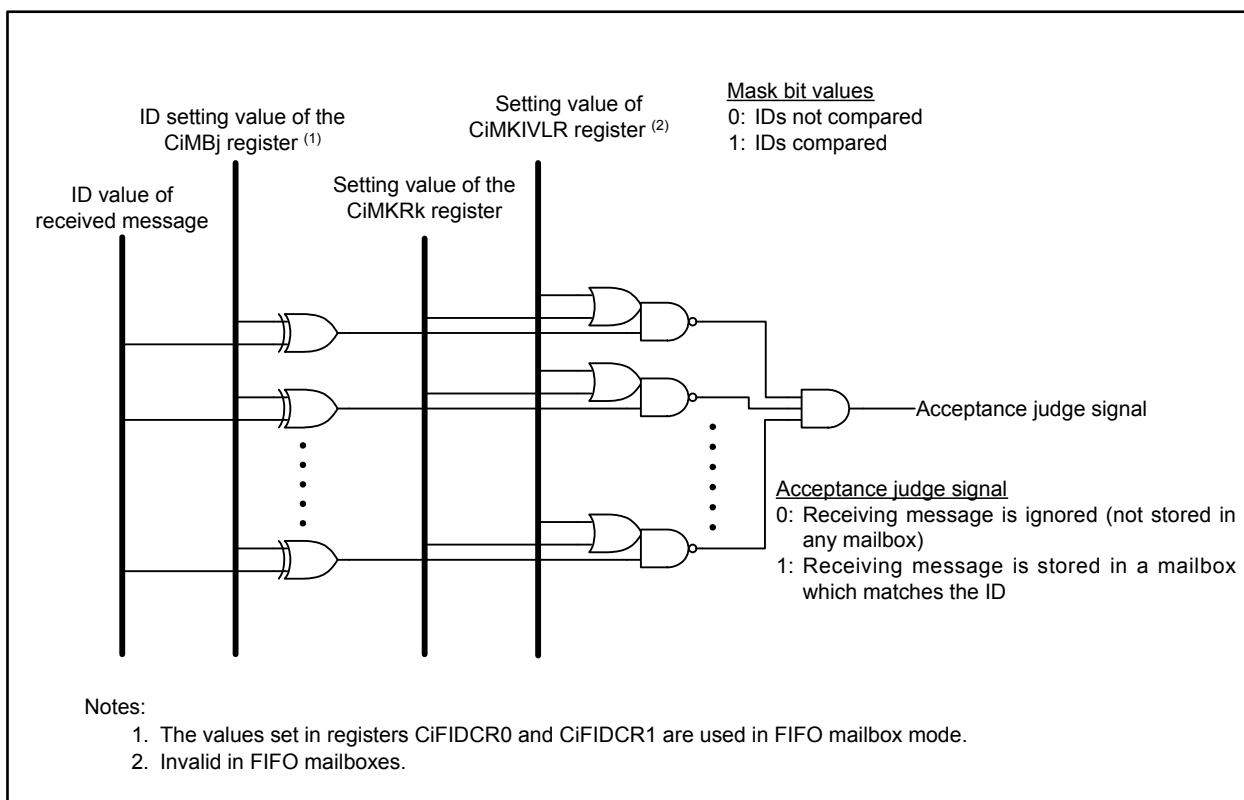 ID value of
received message
ID setting value of the
CiMBj register (1)
Setting value of the
CiMKRk register
Setting value of
CiMKIVLR register (2)
Mask bit values
0: IDs not compared
1: IDs compared
Acceptance judge signal
Acceptance judge signal
0: Receiving message is ignored (not stored in
any mailbox)
1: Receiving message is stored in a mailbox
which matches the ID
Notes:
1. The values set in registers CiFIDCR0 and CiFIDCR1 are used in FIFO mailbox mode.
2. Invalid in FIFO mailboxes.